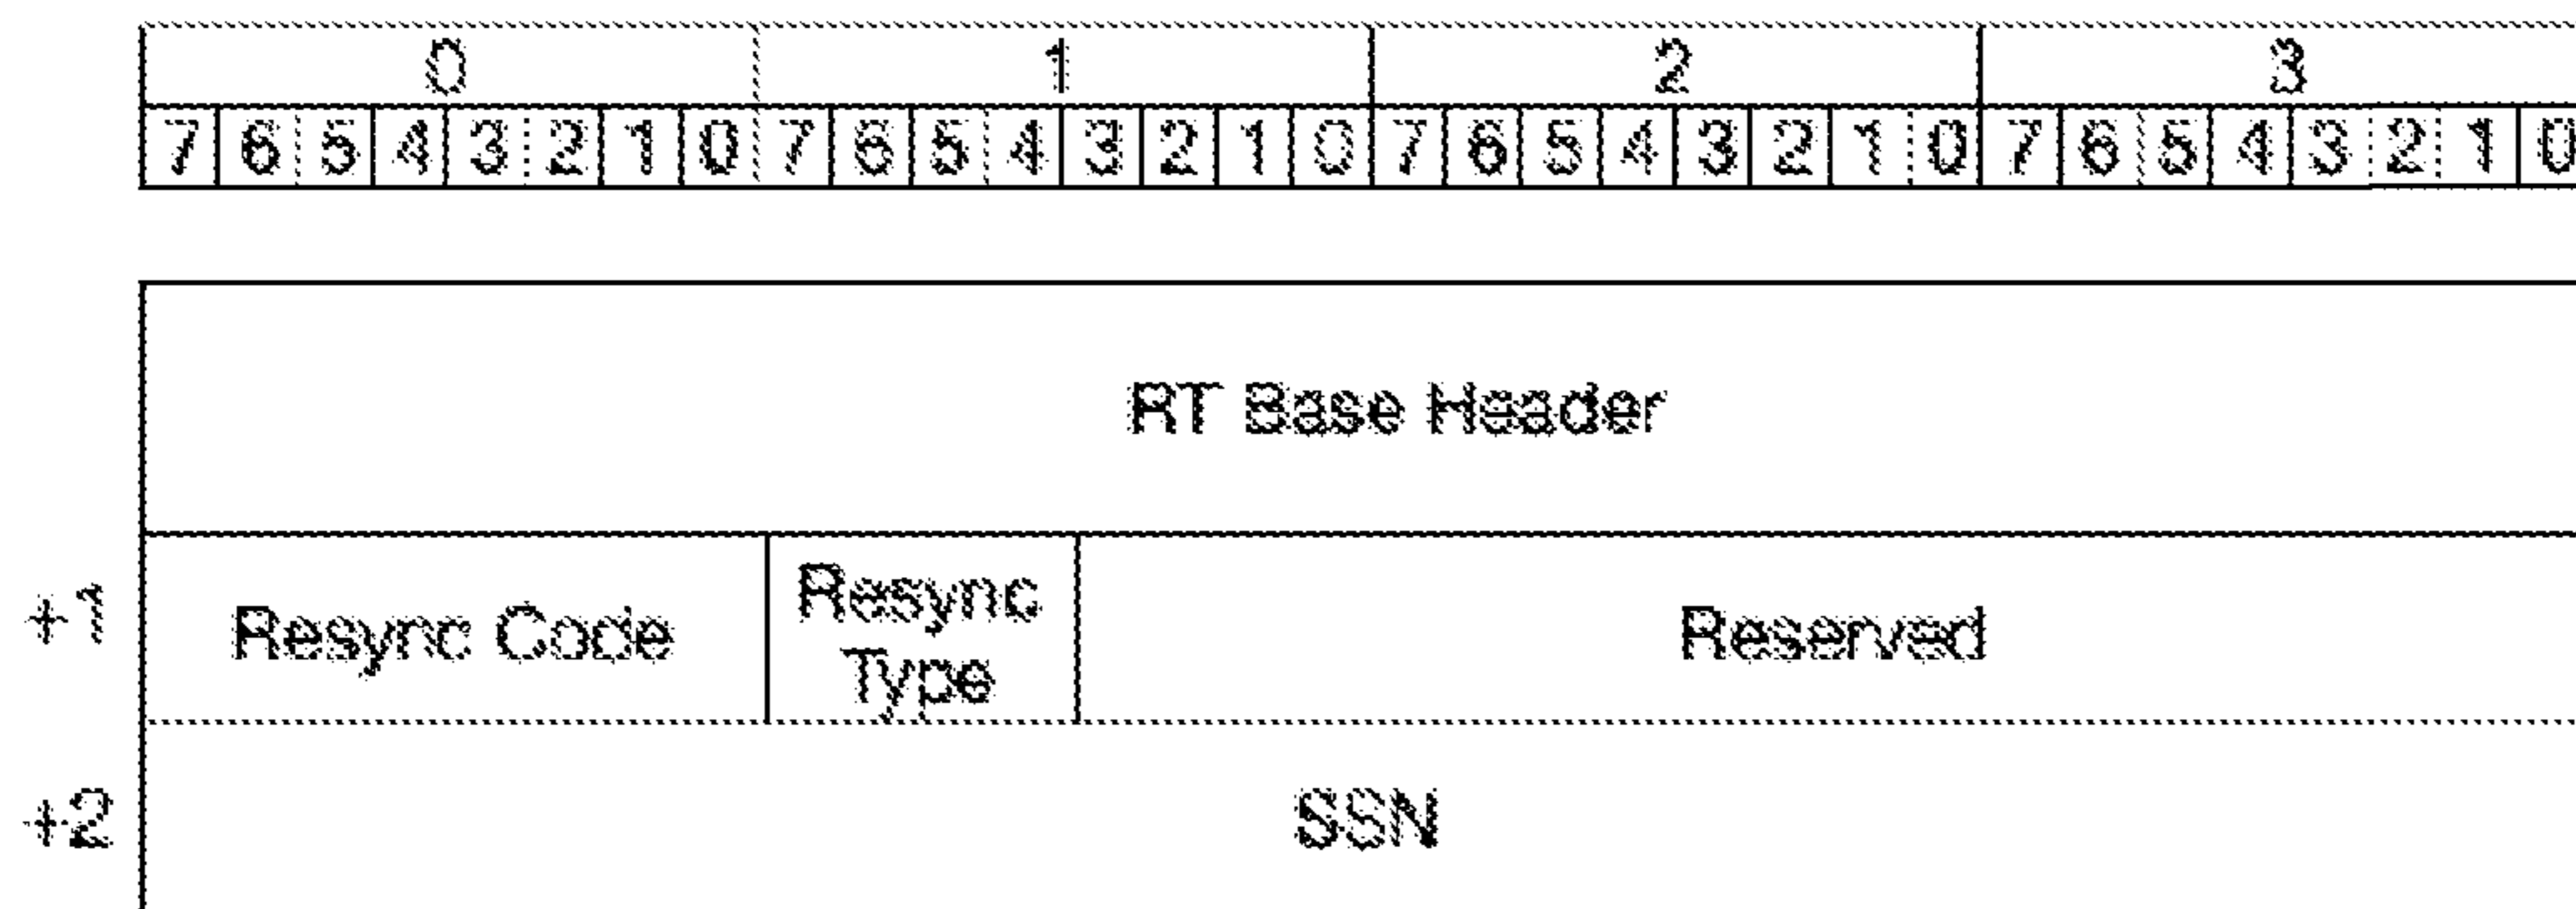 0 1 2 3
7 6 5 4 3 2 1 0 7 6 5 4 3 2 1 0 7 6 5 4 3 2 1 0 7 6 5 4 3 2 1 0
RT Base Header
+1 Resync Code Resync Type Reserved
+2 SSN